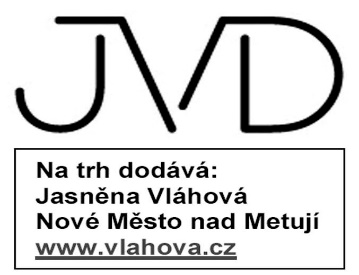 JVD
Na trh dodává:
Jasněna Vláhová
Nové Město nad Metují
www.vlahova.cz